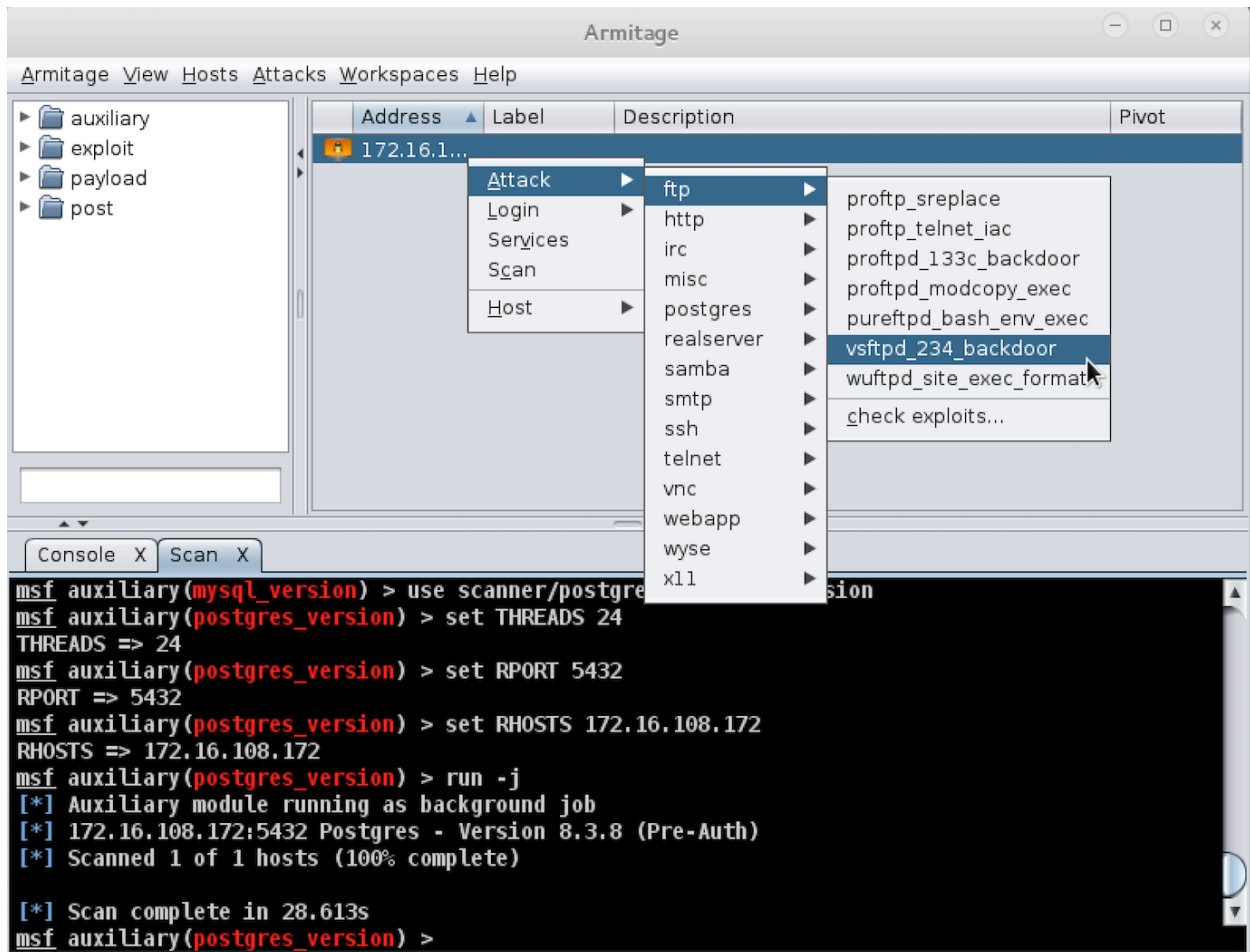 Armitage
Armitage View Hosts Attacks Workspaces Help
auxiliary
exploit
payload
post
Address Label Description Pivot
172.16.1...
Attack
Login
Services
Scan
Host
ftp
http
irc
misc
postgres
realserver
samba
smtp
ssh
telnet
vnc
webapp
wyse
x11
proftp_sreplace
proftp_telnet_iac
proftpd_133c_backdoor
proftpd_modcopy_exec
pureftpd_bash_env_exec
vsftpd_234_backdoor
wuftpd_site_exec_format
check exploits...
Console X Scan X
msf auxiliary(mysql_version) > use scanner/postgre sion
msf auxiliary(postgres_version) > set THREADS 24
THREADS => 24
msf auxiliary(postgres_version) > set RPORT 5432
RPORT => 5432
msf auxiliary(postgres_version) > set RHOSTS 172.16.108.172
RHOSTS => 172.16.108.172
msf auxiliary(postgres_version) > run -j
[*] Auxiliary module running as background job
[*] 172.16.108.172:5432 Postgres - Version 8.3.8 (Pre-Auth)
[*] Scanned 1 of 1 hosts (100% complete)
[*] Scan complete in 28.613s
msf auxiliary(postgres_version) >